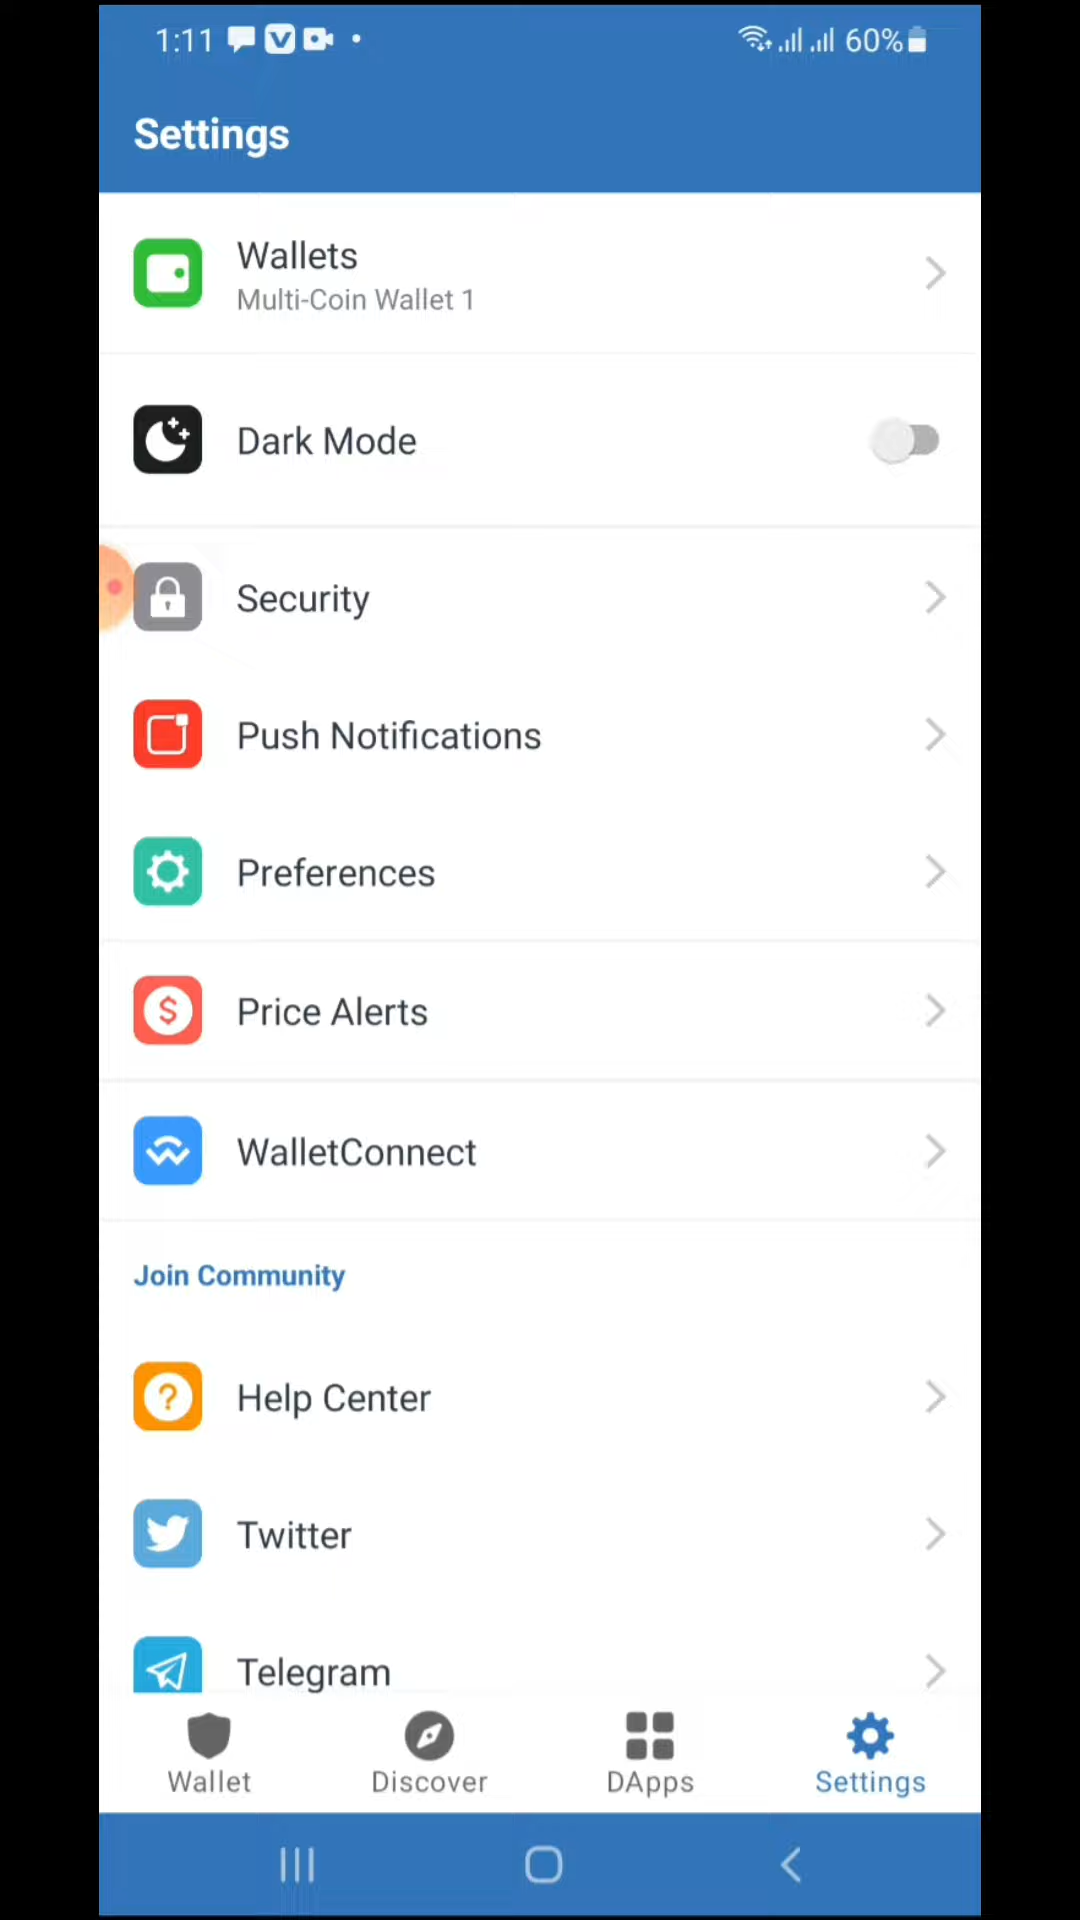 1:11
60%
Settings
Wallets
Multi-Coin Wallet 1
Dark Mode
Security
Push Notifications
Preferences
$
Price Alerts
WalletConnect
Join Community
?
Help Center
Twitter
Telegram
Wallet
Discover
DApps
Settings